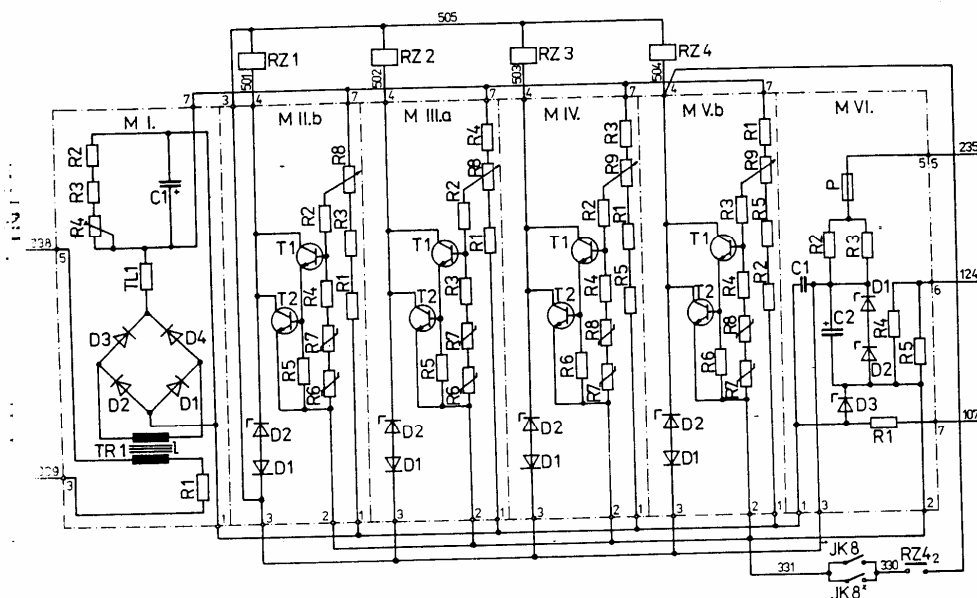 505
RZ 1
RZ 2
RZ 3
RZ 4
501
502
503
504
7 3 4 7 4 7 4 7 4 7
M I.
M II.b
M III.a
M IV.
M V.b
M VI.
R2
R3
R4
C1
+
TL1
D3
D4
D2
D1
TR 1
R1
238
5
3
R8
R2
R3
T1
R1
T2
R4
R7
R5
R6
D2
D1
R4
R8
R2
R1
T1
R3
T2
R7
R5
R6
D2
D1
R3
R9
R2
R1
T1
R4
R5
T2
R8
R6
R7
D2
D1
R1
R9
R3
R5
T1
R4
R2
T2
R8
R6
R7
D2
D1
5 5
235
P
R2
R3
C1
D1
124
6
+
C2
R4
R5
D2
D3
R1
107
7
1 3 2 1 3 2 1 3 2 1 3 2 1 3 2
331
JK 8
JK 8*
330
RZ4 2